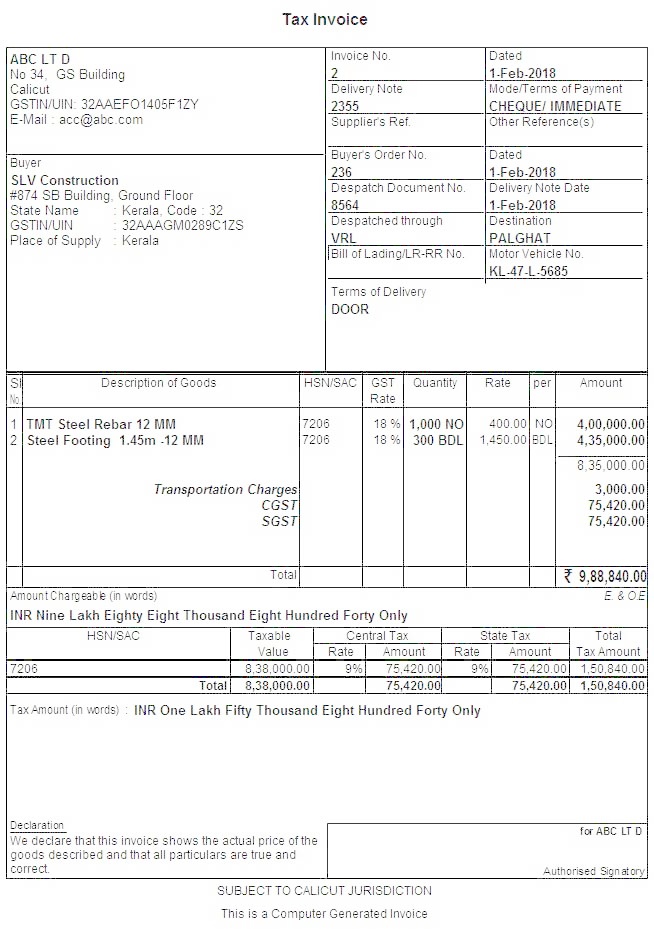 Tax Invoice
ABC LT D
No 34, GS Building
Calicut
GSTIN/UIN: 32AAEFO1405F1ZY
E-Mail : acc@abc.com
Invoice No.
2
Dated
1-Feb-2018
Delivery Note
2355
Mode/Terms of Payment
CHEQUE/ IMMEDIATE
Supplier's Ref.
Other Reference(s)
Buyer
SLV Construction
#874 SB Building, Ground Floor
State Name : Kerala, Code : 32
GSTIN/UIN : 32AAAGM0289C1ZS
Place of Supply : Kerala
Buyer's Order No.
236
Dated
1-Feb-2018
Despatch Document No.
8564
Delivery Note Date
1-Feb-2018
Despatched through
VRL
Destination
PALGHAT
Bill of Lading/LR-RR No.
Motor Vehicle No.
KL-47-L-5685
Terms of Delivery
DOOR
Sl No. Description of Goods HSN/SAC GST Rate Quantity Rate per Amount
1 TMT Steel Rebar 12 MM 7206 18 % 1,000 NO 400.00 NO 4,00,000.00
2 Steel Footing 1.45m -12 MM 7206 18 % 300 BDL 1,450.00 BDL 4,35,000.00
8,35,000.00
Transportation Charges 3,000.00
CGST 75,420.00
SGST 75,420.00
Total ₹ 9,88,840.00
Amount Chargeable (in words) E. & O.E
INR Nine Lakh Eighty Eight Thousand Eight Hundred Forty Only
HSN/SAC Taxable Value Central Tax Rate Amount State Tax Rate Amount Total Tax Amount
7206 8,38,000.00 9% 75,420.00 9% 75,420.00 1,50,840.00
Total 8,38,000.00 75,420.00 75,420.00 1,50,840.00
Tax Amount (in words) : INR One Lakh Fifty Thousand Eight Hundred Forty Only
Declaration
We declare that this invoice shows the actual price of the
goods described and that all particulars are true and
correct.
for ABC LT D
Authorised Signatory
SUBJECT TO CALICUT JURISDICTION
This is a Computer Generated Invoice